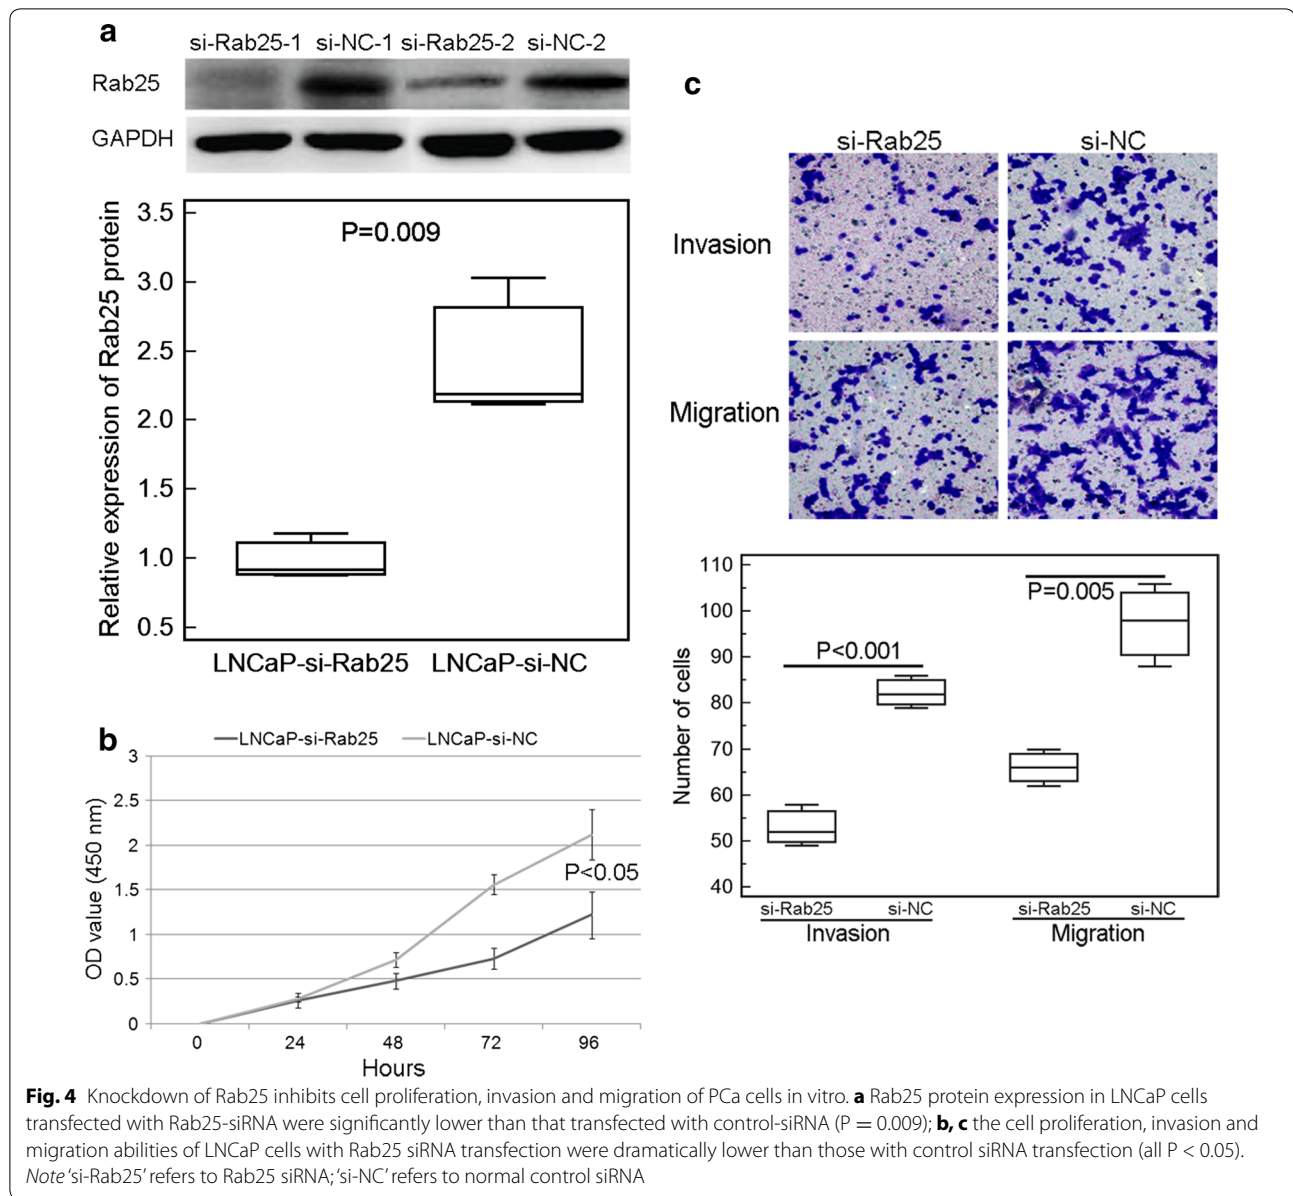 a
si-Rab25-1 si-NC-1 si-Rab25-2 si-NC-2
Rab25
GAPDH
Relative expression of Rab25 protein
3.5
3.0
2.5
2.0
1.5
1.0
0.5
P=0.009
LNCaP-si-Rab25 LNCaP-si-NC
b
LNCaP-si-Rab25 LNCaP-si-NC
OD value (450 nm)
3
2.5
2
1.5
1
0.5
0
P<0.05
0 24 48 72 96
Hours
c
si-Rab25 si-NC
Invasion
Migration
Number of cells
110
100
90
80
70
60
50
40
P<0.001
P=0.005
si-Rab25 si-NC si-Rab25 si-NC
Invasion Migration
Fig. 4 Knockdown of Rab25 inhibits cell proliferation, invasion and migration of PCa cells in vitro. a Rab25 protein expression in LNCaP cells
transfected with Rab25-siRNA were significantly lower than that transfected with control-siRNA (P = 0.009); b, c the cell proliferation, invasion and
migration abilities of LNCaP cells with Rab25 siRNA transfection were dramatically lower than those with control siRNA transfection (all P < 0.05).
Note 'si-Rab25' refers to Rab25 siRNA; 'si-NC' refers to normal control siRNA